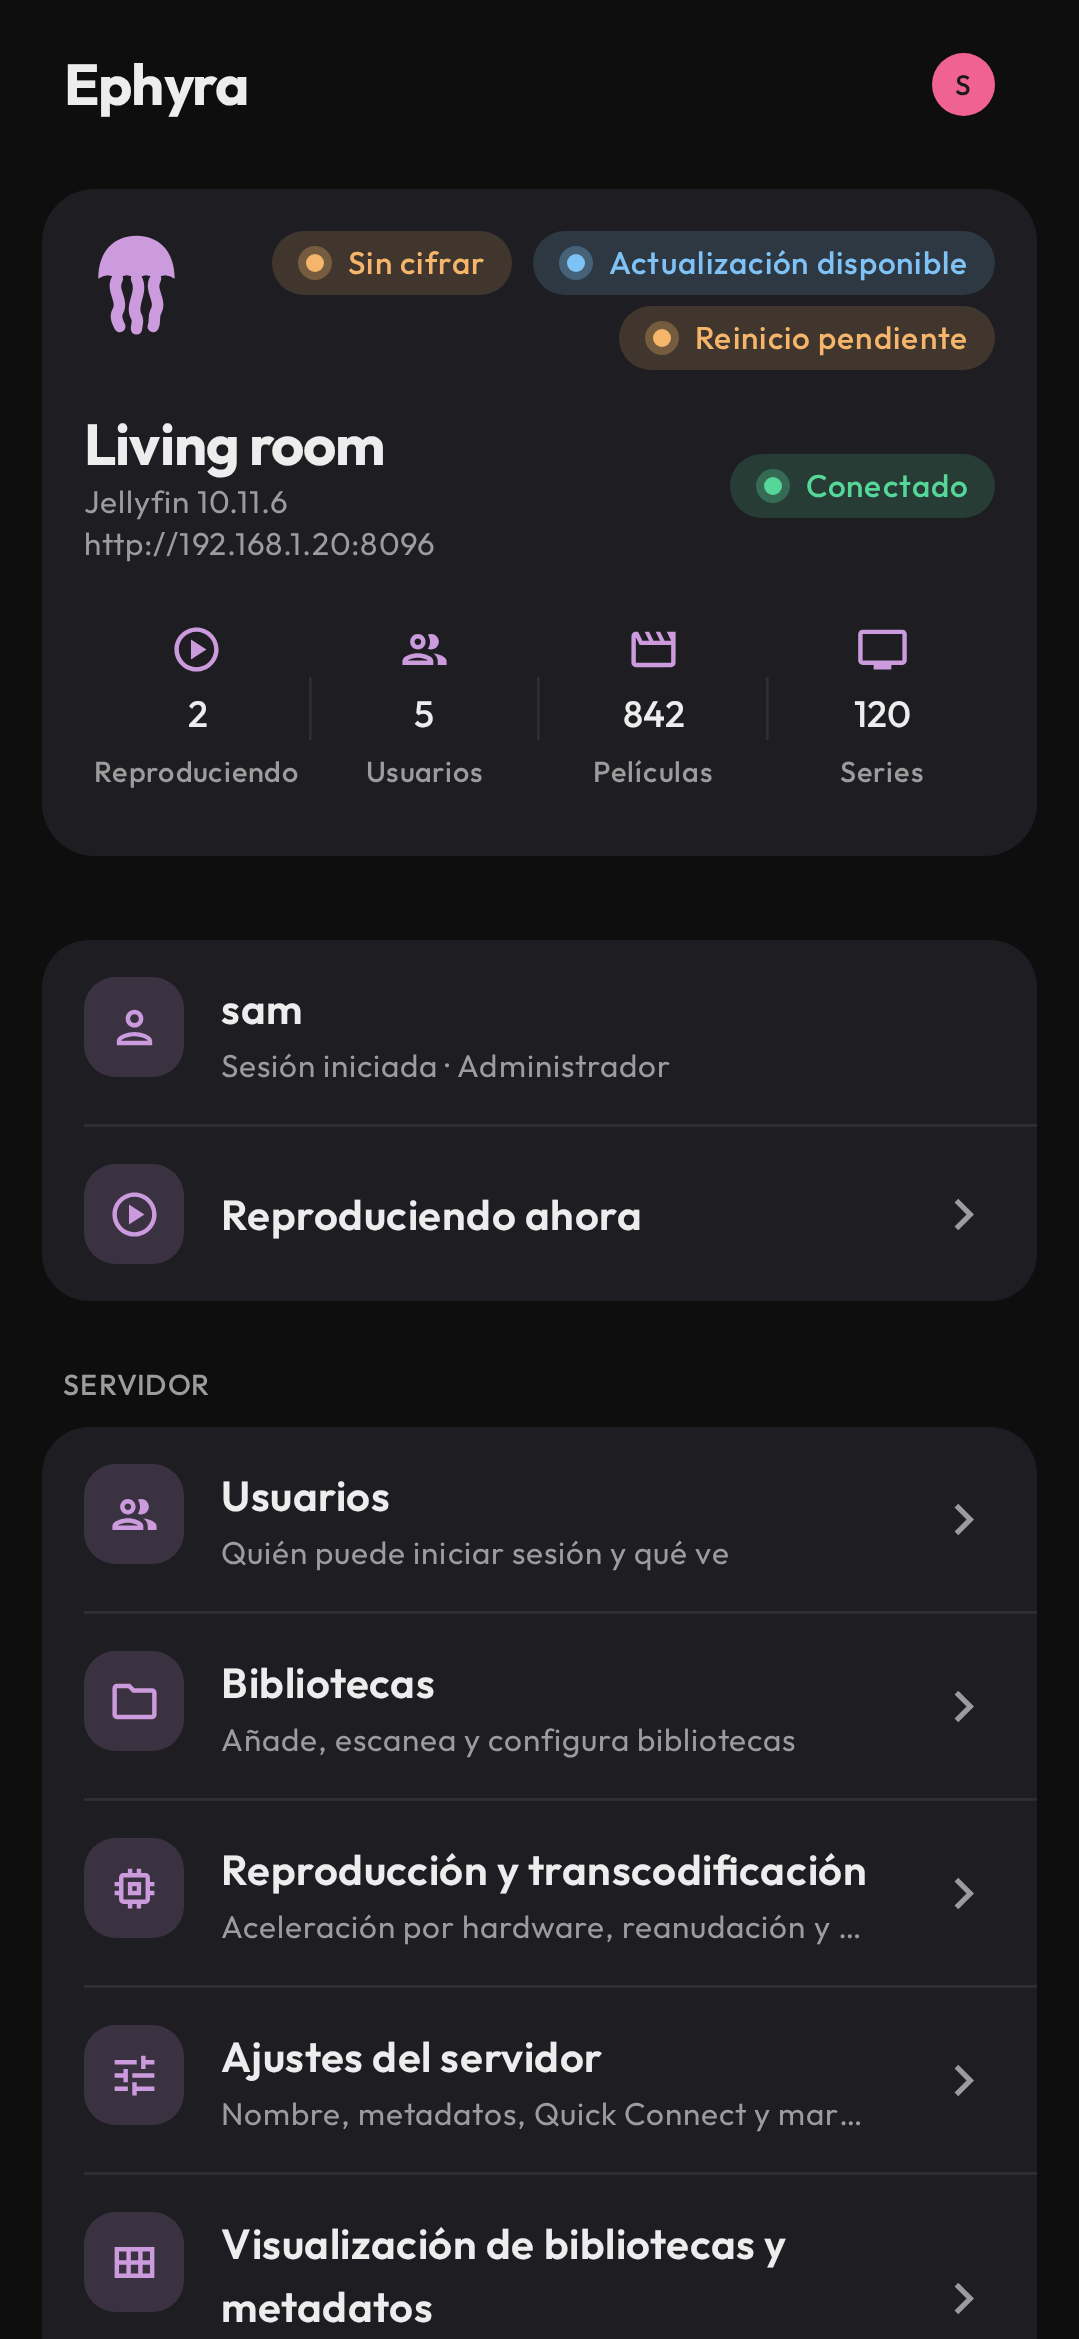 Ephyra
S
Sin cifrar
Actualización disponible
Reinicio pendiente
Living room
Jellyfin 10.11.6
http://192.168.1.20:8096
Conectado
2
5
842
120
Reproduciendo
Usuarios
Películas
Series
sam
Sesión iniciada · Administrador
Reproduciendo ahora
SERVIDOR
Usuarios
Quién puede iniciar sesión y qué ve
Bibliotecas
Añade, escanea y configura bibliotecas
Reproducción y transcodificación
Aceleración por hardware, reanudación y ...
Ajustes del servidor
Nombre, metadatos, Quick Connect y mar...
Visualización de bibliotecas y
metadatos